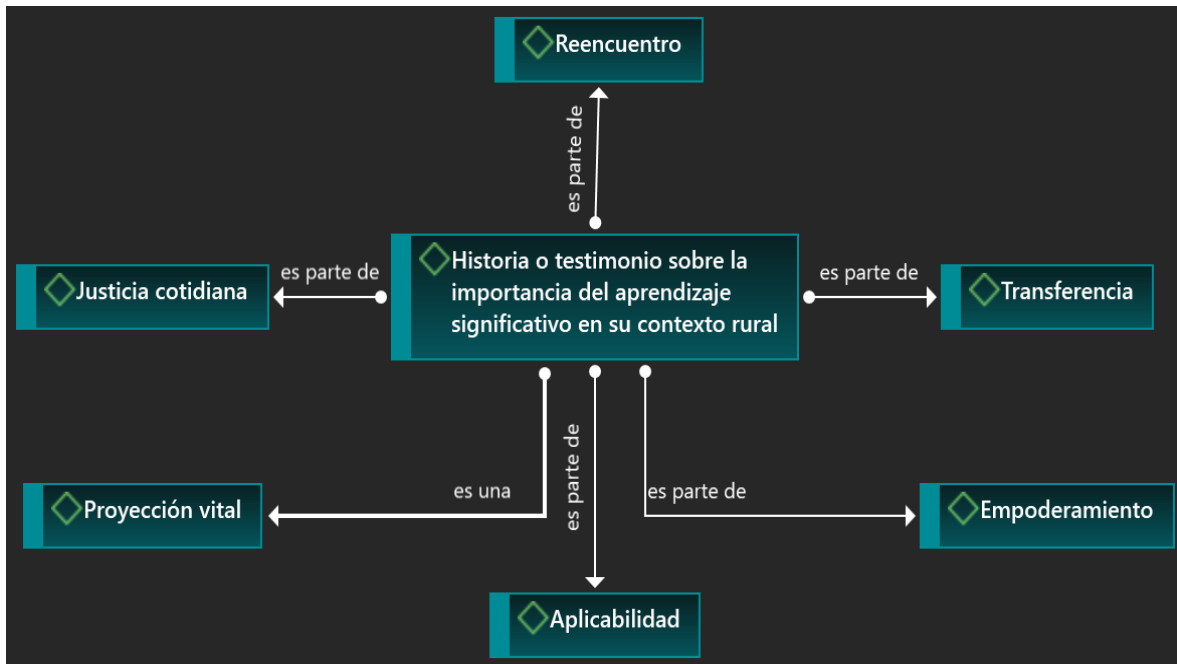 Reencuentro
es parte de
Historia o testimonio sobre la
importancia del aprendizaje
significativo en su contexto rural
Justicia cotidiana
es parte de
es parte de
Transferencia
Proyección vital
es una
es parte de
es parte de
Empoderamiento
Aplicabilidad